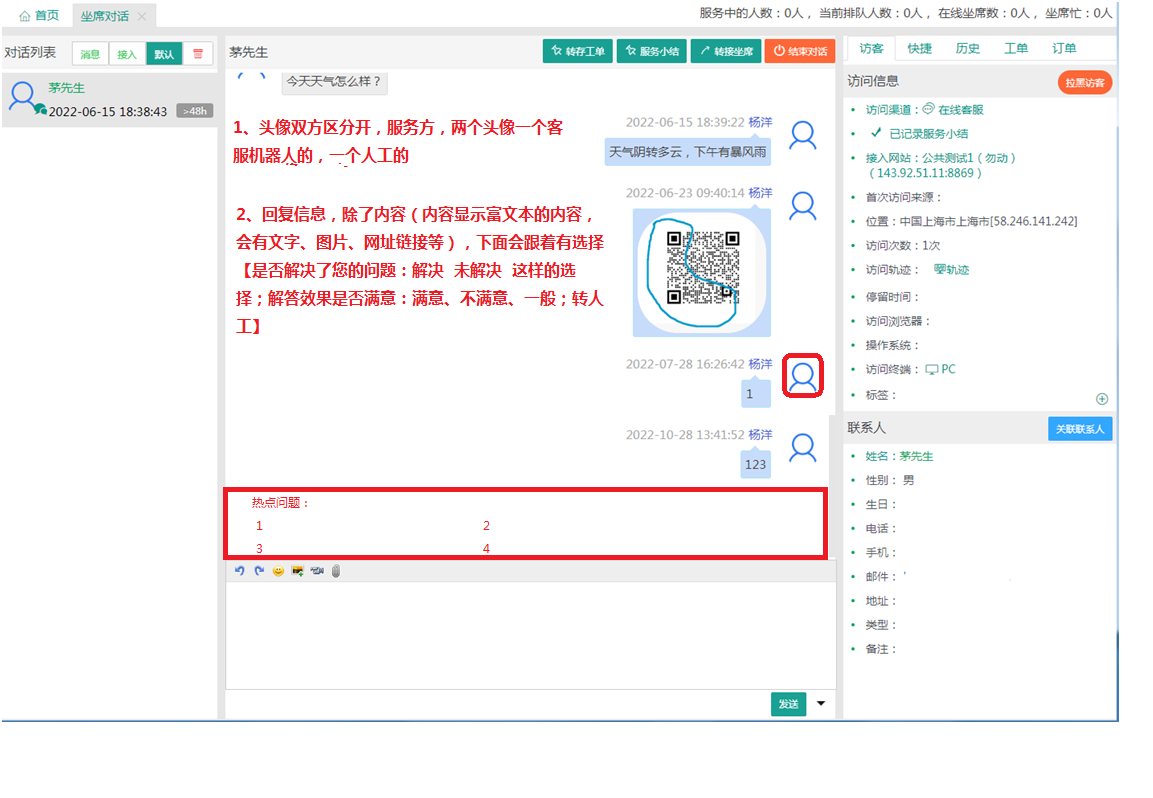 首页
坐席对话
服务中的人数：0人， 当前排队人数：0人， 在线坐席数：0人， 坐席忙：0人
对话列表
消息
接入
默认
茅先生
2022-06-15 18:38:43
>48h
茅先生
转存工单
服务小结
转接坐席
结束对话
今天天气怎么样？
2022-06-15 18:39:22 杨洋
天气阴转多云，下午有暴风雨
1、头像双方区分开，服务方，两个头像一个客
服机器人的，一个人工的
2022-06-23 09:40:14 杨洋
2、回复信息，除了内容（内容显示富文本的内容，
会有文字、图片、网址链接等），下面会跟着有选择
【是否解决了您的问题：解决 未解决 这样的选
择；解答效果是否满意：满意、不满意、一般；转人
工】
2022-07-28 16:26:42 杨洋
1
2022-10-28 13:41:52 杨洋
123
热点问题：
1 2
3 4
发送
访客
快捷
历史
工单
订单
访问信息
拉黑访客
访问渠道： 在线客服
已记录服务小结
接入网站：公共测试1（勿动）
（143.92.51.11:8869）
首次访问来源：
位置：中国上海市上海市[58.246.141.242]
访问次数：1次
访问轨迹： 轨迹
停留时间：
访问浏览器：
操作系统：
访问终端： PC
标签：
联系人
关联联系人
姓名：茅先生
性别： 男
生日：
电话：
手机：
邮件：
地址：
类型：
备注：